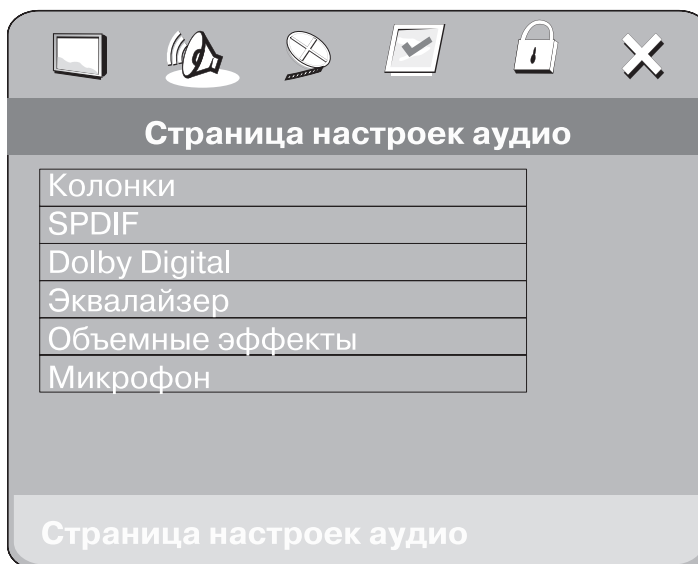 Страница настроек аудио
Колонки
SPDIF
Dolby Digital
Эквалайзер
Объемные эффекты
Микрофон
Страница настроек аудио